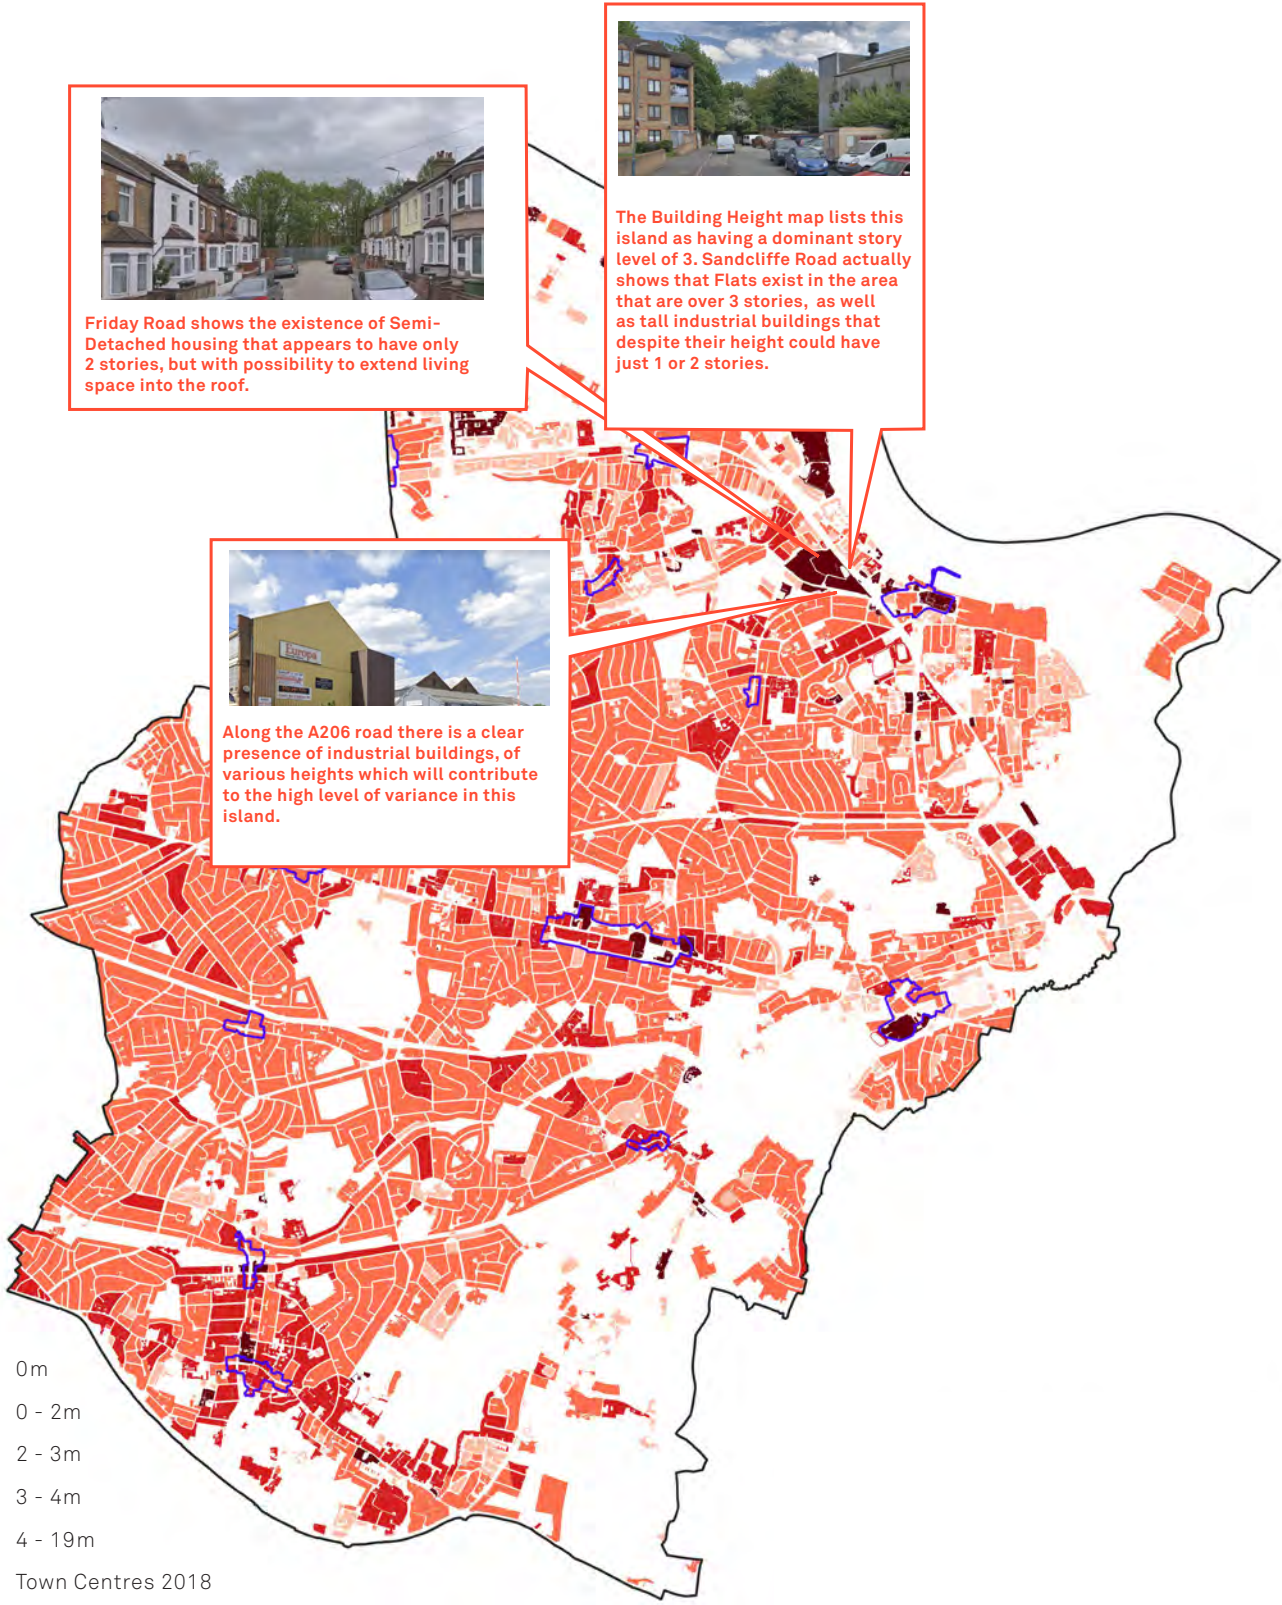 The Building Height map lists this
island as having a dominant story
level of 3. Sandcliffe Road actually
shows that Flats exist in the area
that are over 3 stories, as well
as tall industrial buildings that
despite their height could have
just 1 or 2 stories.
Friday Road shows the existence of Semi-
Detached housing that appears to have only
2 stories, but with possibility to extend living
space into the roof.
Europa
Along the A206 road there is a clear
presence of industrial buildings, of
various heights which will contribute
to the high level of variance in this
island.
0m
0 - 2m
2 - 3m
3 - 4m
4 - 19m
Town Centres 2018